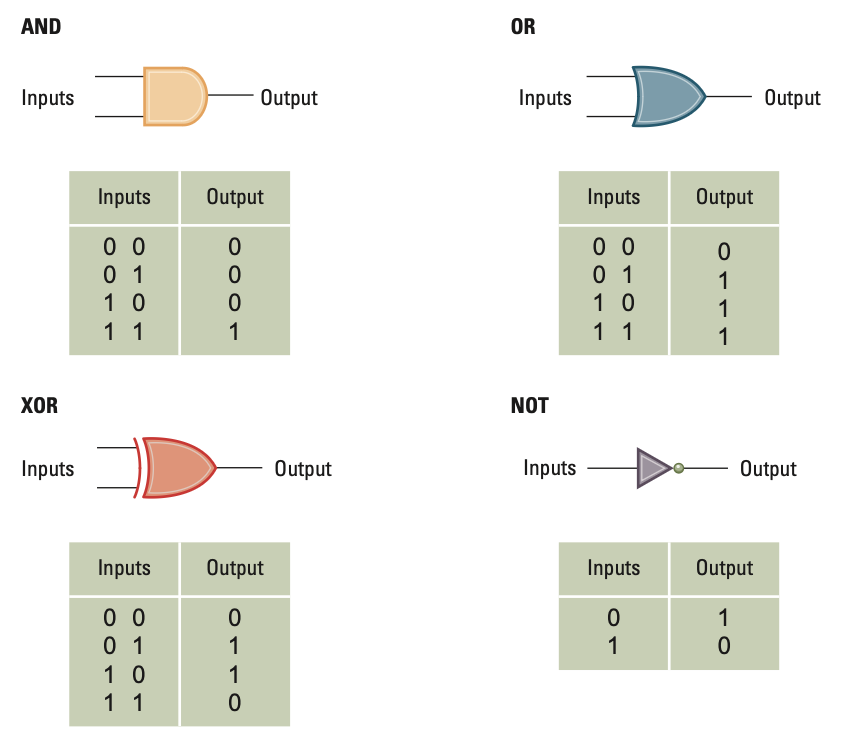 AND
Inputs Output
Inputs Output
0 0 0
0 1 0
1 0 0
1 1 1
OR
Inputs Output
Inputs Output
0 0 0
0 1 1
1 0 1
1 1 1
XOR
Inputs Output
Inputs Output
0 0 0
0 1 1
1 0 1
1 1 0
NOT
Inputs Output
Inputs Output
0 1
1 0